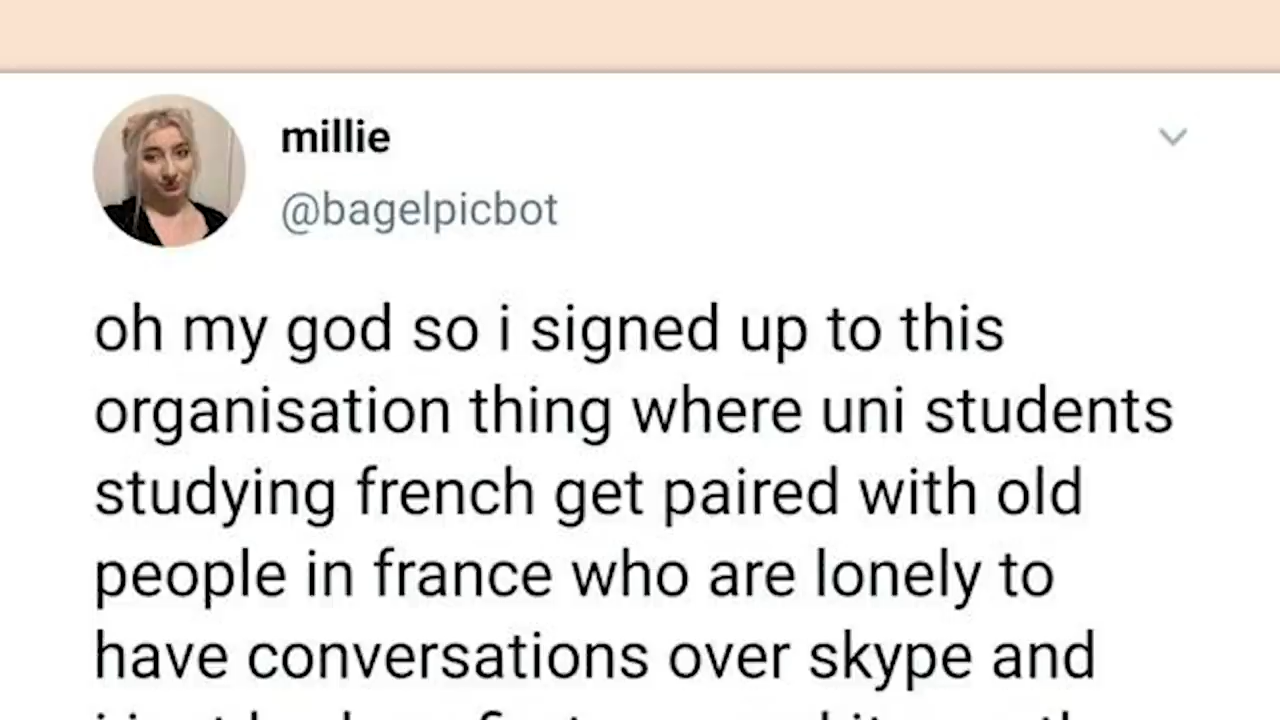 millie
@bagelpicbot
oh my god so i signed up to this
organisation thing where uni students
studying french get paired with old
people in france who are lonely to
have conversations over skype and